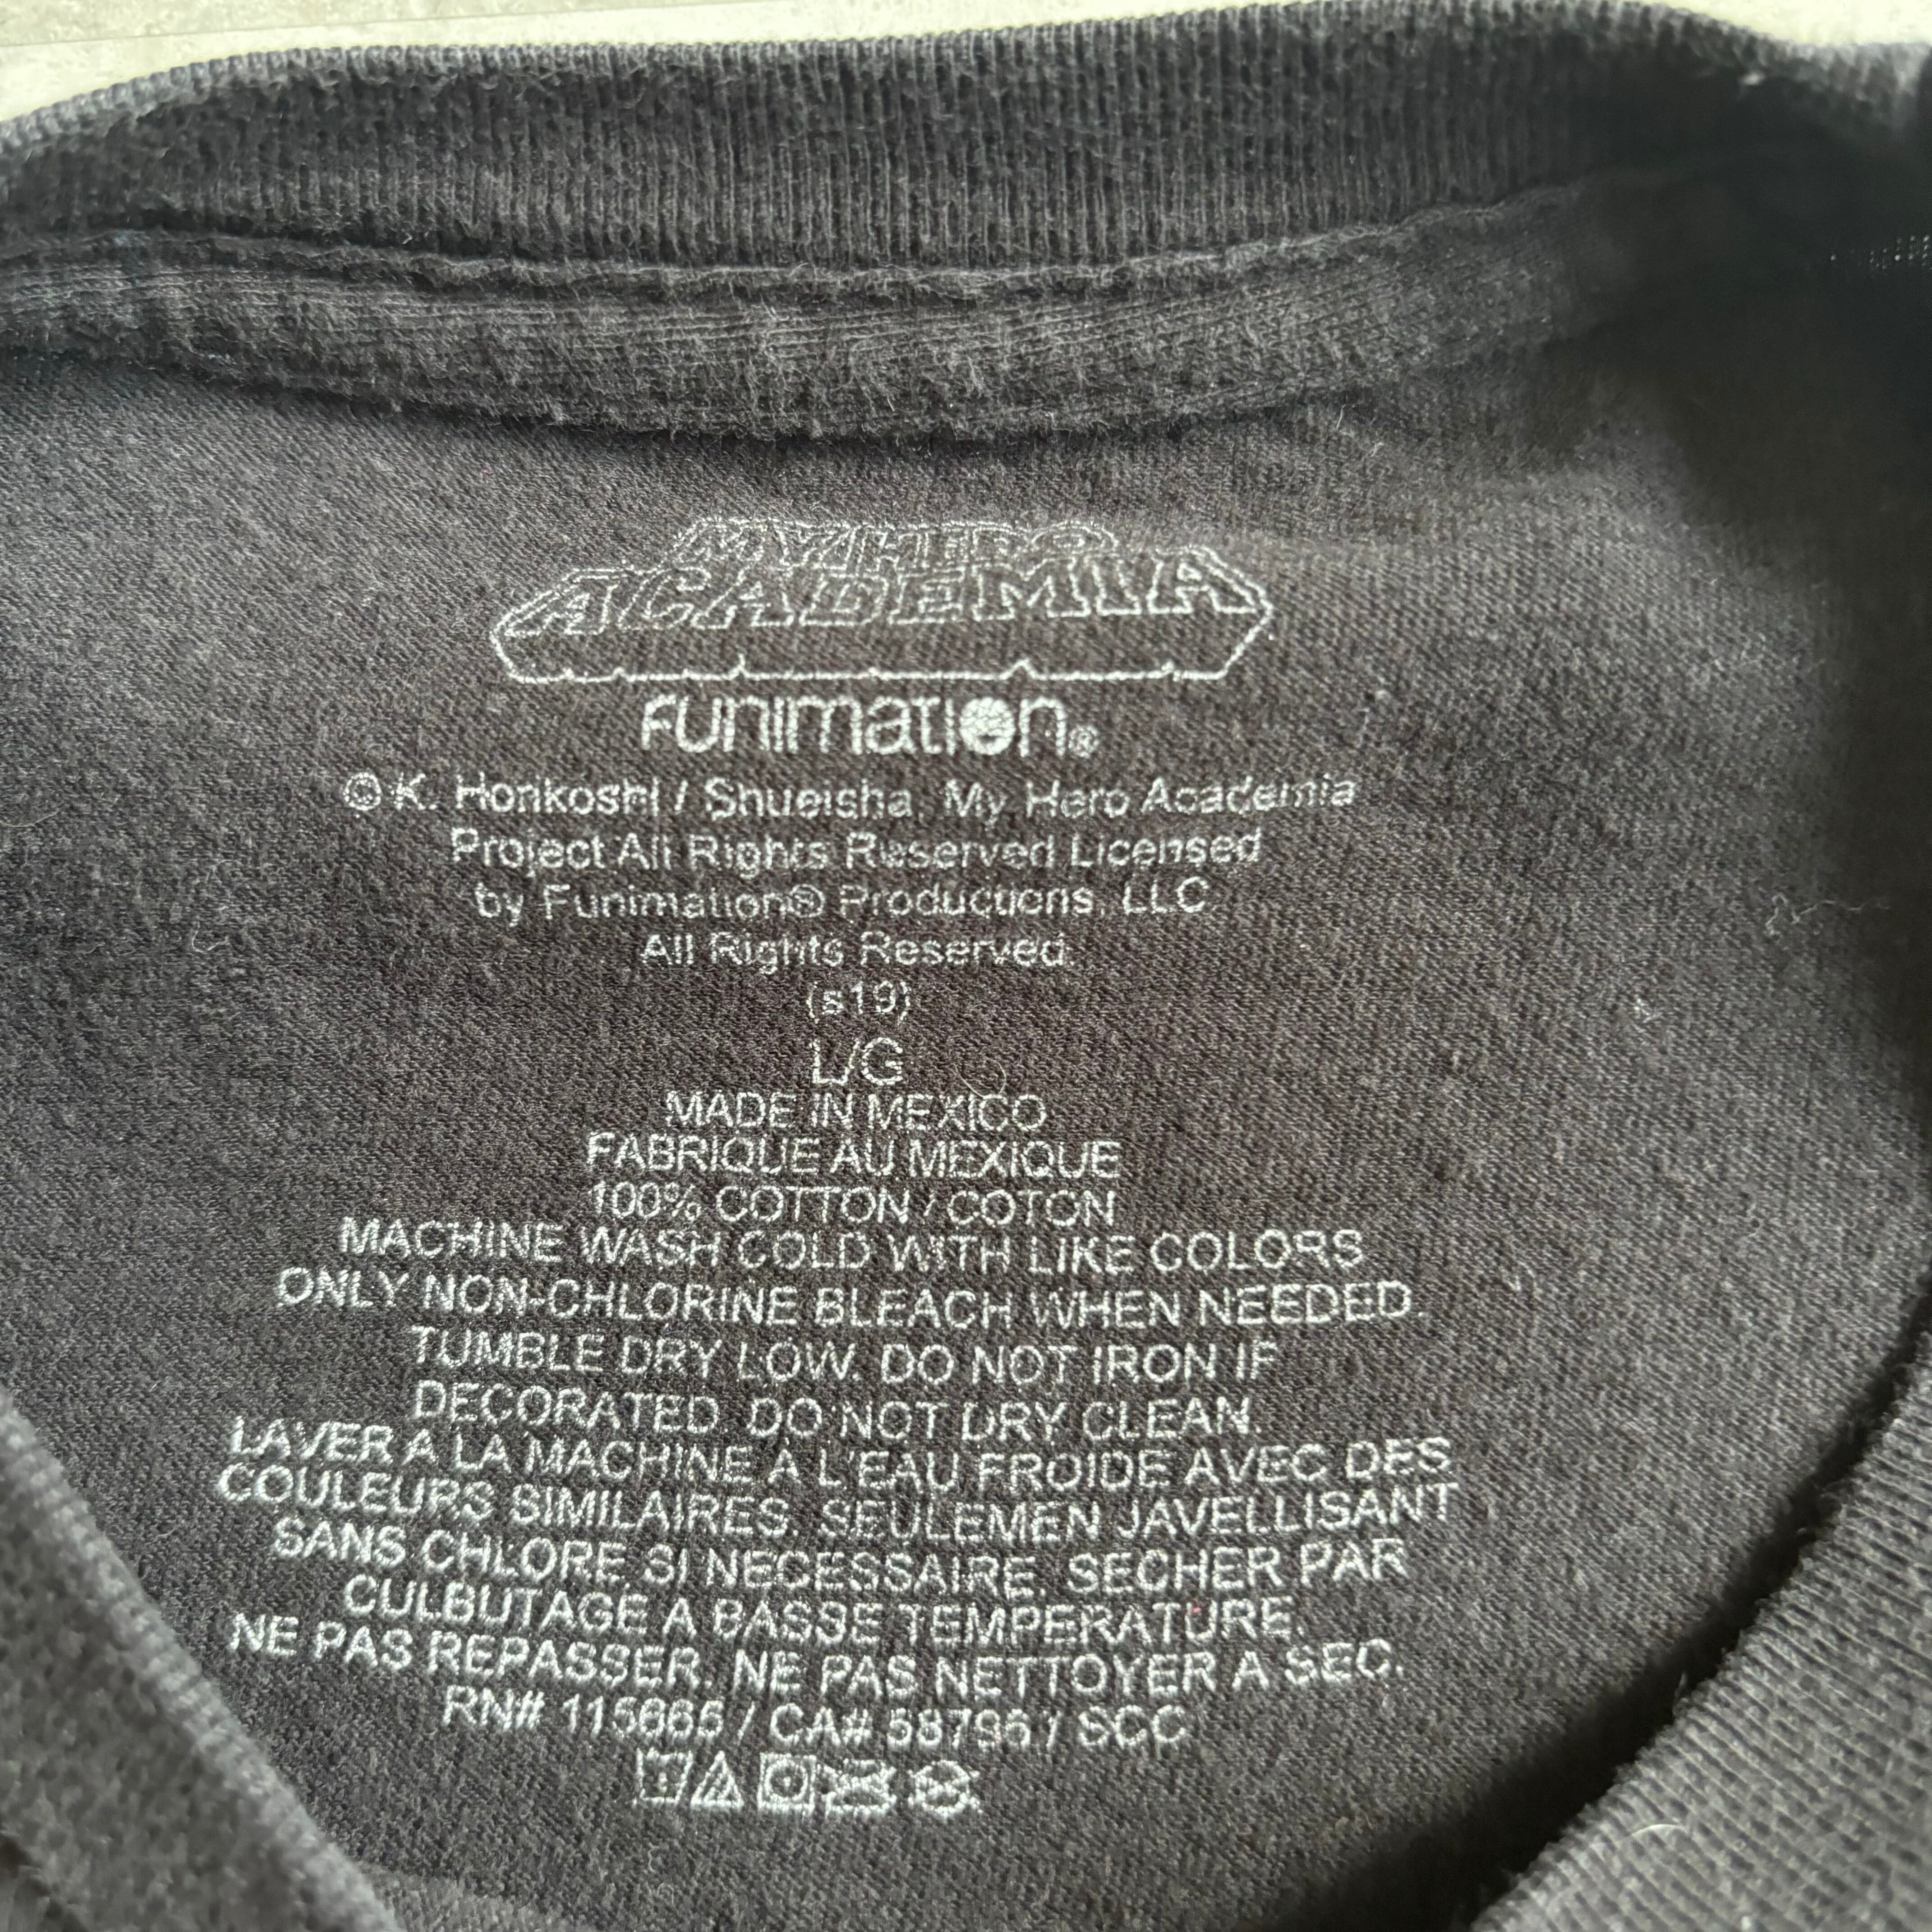 MY HERO
ACADEMIA
FUNIMATION®
© K. Horikoshi / Shueisha, My Hero Academia
Project All Rights Reserved Licensed
by Funimation® Productions, LLC
All Rights Reserved.
(s19)
L/G
MADE IN MEXICO
FABRIQUE AU MEXIQUE
100% COTTON / COTON
MACHINE WASH COLD WITH LIKE COLORS
ONLY NON-CHLORINE BLEACH WHEN NEEDED.
TUMBLE DRY LOW. DO NOT IRON IF
DECORATED. DO NOT DRY CLEAN.
LAVER A LA MACHINE A L'EAU FROIDE AVEC DES
COULEURS SIMILAIRES. SEULEMEN JAVELLISANT
SANS CHLORE SI NECESSAIRE. SECHER PAR
CULBUTAGE A BASSE TEMPERATURE.
NE PAS REPASSER. NE PAS NETTOYER A SEC.
RN# / CA# 58796 / SCC